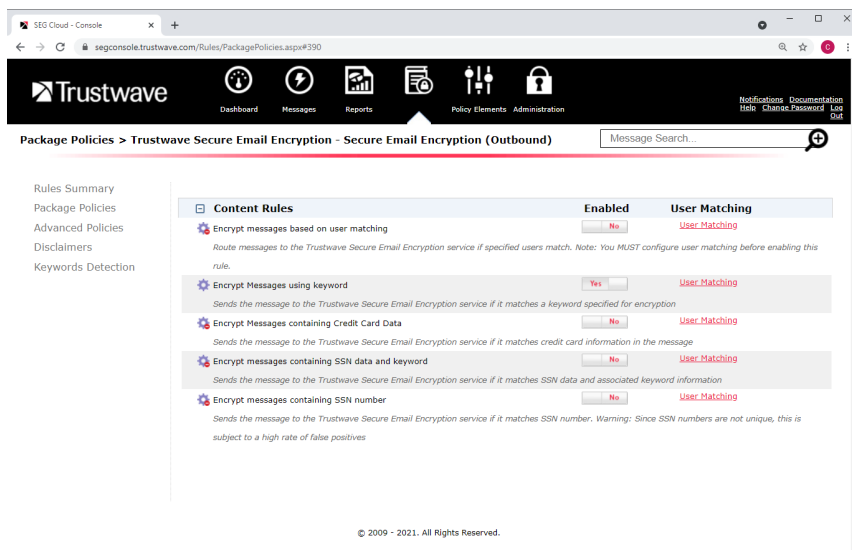 SEG Cloud - Console
segconsole.trustwave.com/Rules/PackagePolicies.aspx#390
C
Trustwave
Dashboard
Messages
Reports
Policy Elements
Administration
Notifications Documentation
Help Change Password Log
Out
Package Policies > Trustwave Secure Email Encryption - Secure Email Encryption (Outbound)
Message Search...
Rules Summary
Package Policies
Advanced Policies
Disclaimers
Keywords Detection
Content Rules Enabled User Matching
Encrypt messages based on user matching No User Matching
Route messages to the Trustwave Secure Email Encryption service if specified users match. Note: You MUST configure user matching before enabling this
rule.
Encrypt Messages using keyword Yes User Matching
Sends the message to the Trustwave Secure Email Encryption service if it matches a keyword specified for encryption
Encrypt Messages containing Credit Card Data No User Matching
Sends the message to the Trustwave Secure Email Encryption service if it matches credit card information in the message
Encrypt messages containing SSN data and keyword No User Matching
Sends the message to the Trustwave Secure Email Encryption service if it matches SSN data and associated keyword information
Encrypt messages containing SSN number No User Matching
Sends the message to the Trustwave Secure Email Encryption service if it matches SSN number. Warning: Since SSN numbers are not unique, this is
subject to a high rate of false positives
© 2009 - 2021. All Rights Reserved.